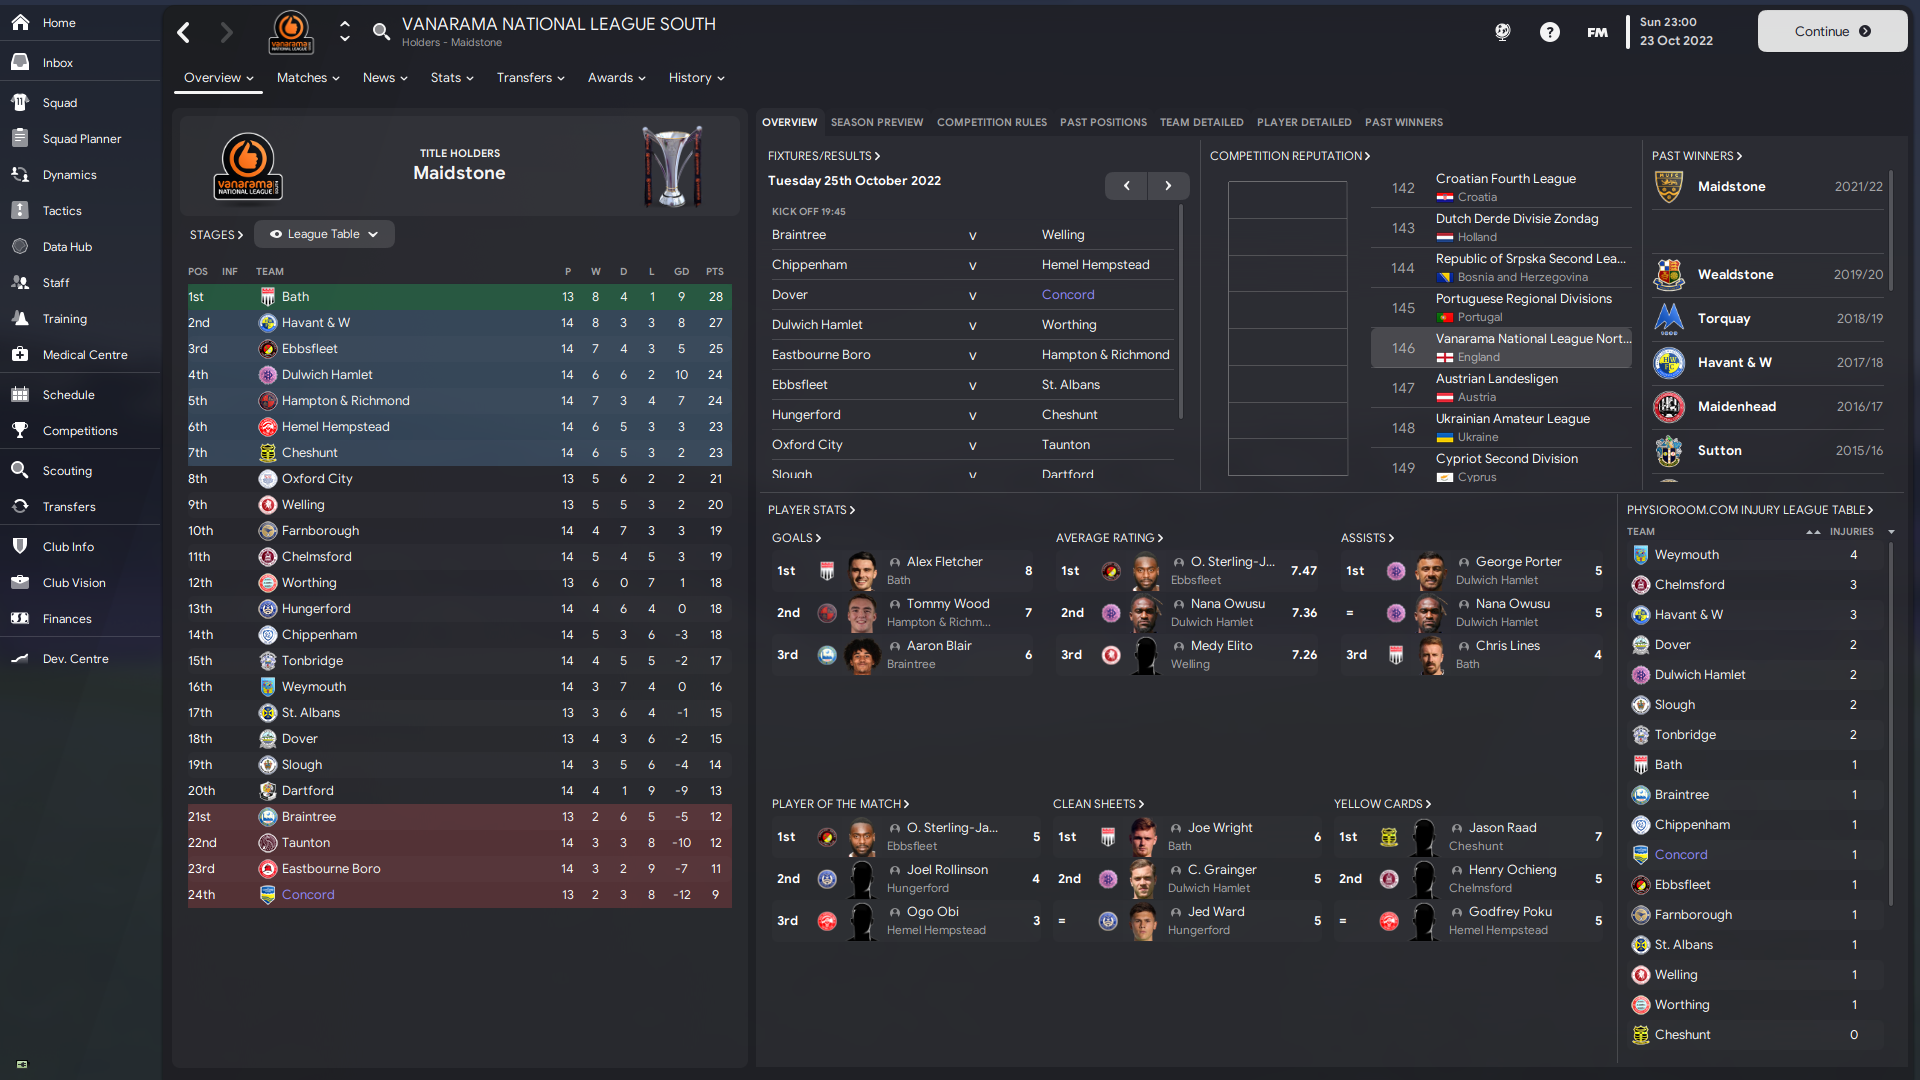 Home
Inbox
Squad
Squad Planner
Dynamics
Tactics
Data Hub
Staff
Training
Medical Centre
Schedule
Competitions
Scouting
Transfers
Club Info
Club Vision
Finances
Dev. Centre
VANARAMA NATIONAL LEAGUE SOUTH
Holders - Maidstone
FM
Sun 23:00
23 Oct 2022
Continue
Overview Matches News Stats Transfers Awards History
TITLE HOLDERS
Maidstone
STAGES League Table
POS INF TEAM P W D L GD PTS
1st Bath 13 8 4 1 9 28
2nd Havant & W 14 8 3 3 8 27
3rd Ebbsfleet 14 7 4 3 5 25
4th Dulwich Hamlet 14 6 6 2 10 24
5th Hampton & Richmond 14 7 3 4 7 24
6th Hemel Hempstead 14 6 5 3 3 23
7th Cheshunt 14 6 5 3 2 23
8th Oxford City 13 5 6 2 2 21
9th Welling 13 5 5 3 2 20
10th Farnborough 14 4 7 3 3 19
11th Chelmsford 14 5 4 5 3 19
12th Worthing 13 6 0 7 1 18
13th Hungerford 14 4 6 4 0 18
14th Chippenham 14 5 3 6 -3 18
15th Tonbridge 14 4 5 5 -2 17
16th Weymouth 14 3 7 4 0 16
17th St. Albans 13 3 6 4 -1 15
18th Dover 13 4 3 6 -2 15
19th Slough 14 3 5 6 -4 14
20th Dartford 14 4 1 9 -9 13
21st Braintree 13 2 6 5 -5 12
22nd Taunton 14 3 3 8 -10 12
23rd Eastbourne Boro 14 3 2 9 -7 11
24th Concord 13 2 3 8 -12 9
OVERVIEW SEASON PREVIEW COMPETITION RULES PAST POSITIONS TEAM DETAILED PLAYER DETAILED PAST WINNERS
FIXTURES/RESULTS
Tuesday 25th October 2022
KICK OFF 19:45
Braintree v Welling
Chippenham v Hemel Hempstead
Dover v Concord
Dulwich Hamlet v Worthing
Eastbourne Boro v Hampton & Richmond
Ebbsfleet v St. Albans
Hungerford v Cheshunt
Oxford City v Taunton
Slough v Dartford
COMPETITION REPUTATION
142 Croatian Fourth League
Croatia
143 Dutch Derde Divisie Zondag
Holland
144 Republic of Srpska Second Lea...
Bosnia and Herzegovina
145 Portuguese Regional Divisions
Portugal
146 Vanarama National League Nort...
England
147 Austrian Landesligen
Austria
148 Ukrainian Amateur League
Ukraine
149 Cypriot Second Division
Cyprus
PAST WINNERS
Maidstone 2021/22
Wealdstone 2019/20
Torquay 2018/19
Havant & W 2017/18
Maidenhead 2016/17
Sutton 2015/16
PLAYER STATS
GOALS
1st Alex Fletcher 8
Bath
2nd Tommy Wood 7
Hampton & Richm...
3rd Aaron Blair 6
Braintree
AVERAGE RATING
1st O. Sterling-J... 7.47
Ebbsfleet
2nd Nana Owusu 7.36
Dulwich Hamlet
3rd Medy Elito 7.26
Welling
ASSISTS
1st George Porter 5
Dulwich Hamlet
= Nana Owusu 5
Dulwich Hamlet
3rd Chris Lines 4
Bath
PLAYER OF THE MATCH
1st O. Sterling-Ja... 5
Ebbsfleet
2nd Joel Rollinson 4
Hungerford
3rd Ogo Obi 3
Hemel Hempstead
CLEAN SHEETS
1st Joe Wright 6
Bath
2nd C. Grainger 5
Dulwich Hamlet
= Jed Ward 5
Hungerford
YELLOW CARDS
1st Jason Raad 7
Cheshunt
2nd Henry Ochieng 5
Chelmsford
= Godfrey Poku 5
Hemel Hempstead
PHYSIOROOM.COM INJURY LEAGUE TABLE
TEAM INJURIES
Weymouth 4
Chelmsford 3
Havant & W 3
Dover 2
Dulwich Hamlet 2
Slough 2
Tonbridge 2
Bath 1
Braintree 1
Chippenham 1
Concord 1
Ebbsfleet 1
Farnborough 1
St. Albans 1
Welling 1
Worthing 1
Cheshunt 0